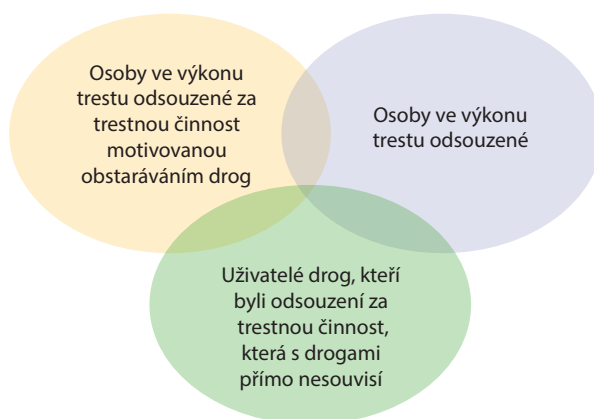 Osoby ve výkonu
trestu odsouzené za
trestnou činnost
motivovanou
obstaráváním drog
Osoby ve výkonu
trestu odsouzené
Uživatelé drog, kteří
byli odsouzení za
trestnou činnost,
která s drogami
přímo nesouvisí